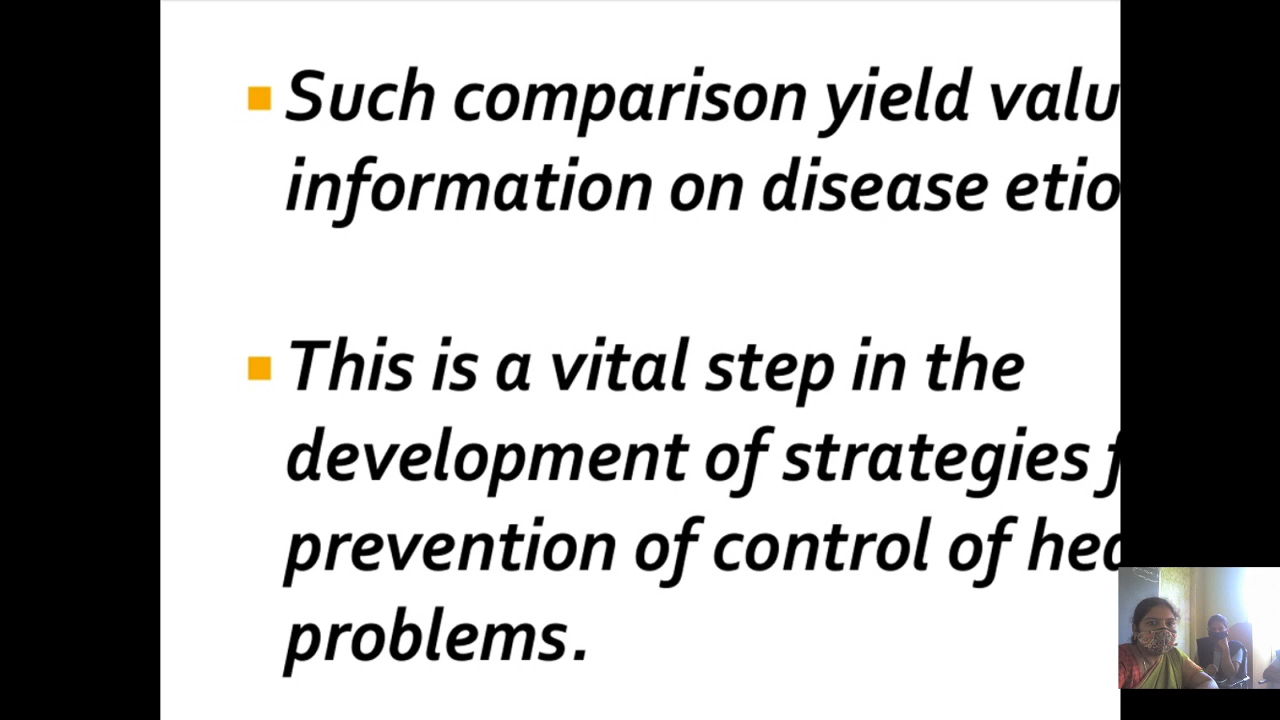 Such comparison yield valu
information on disease etio
This is a vital step in the
development of strategies f
prevention of control of hea
problems.